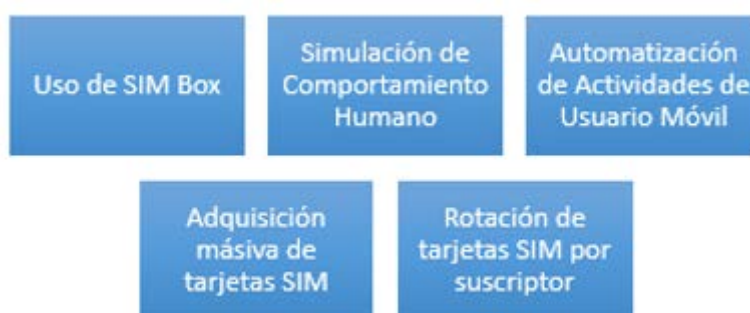 Uso de SIM Box
Simulación de
Comportamiento
Humano
Automatización
de Actividades de
Usuario Móvil
Adquisición
másiva de
tarjetas SIM
Rotación de
tarjetas SIM por
suscriptor